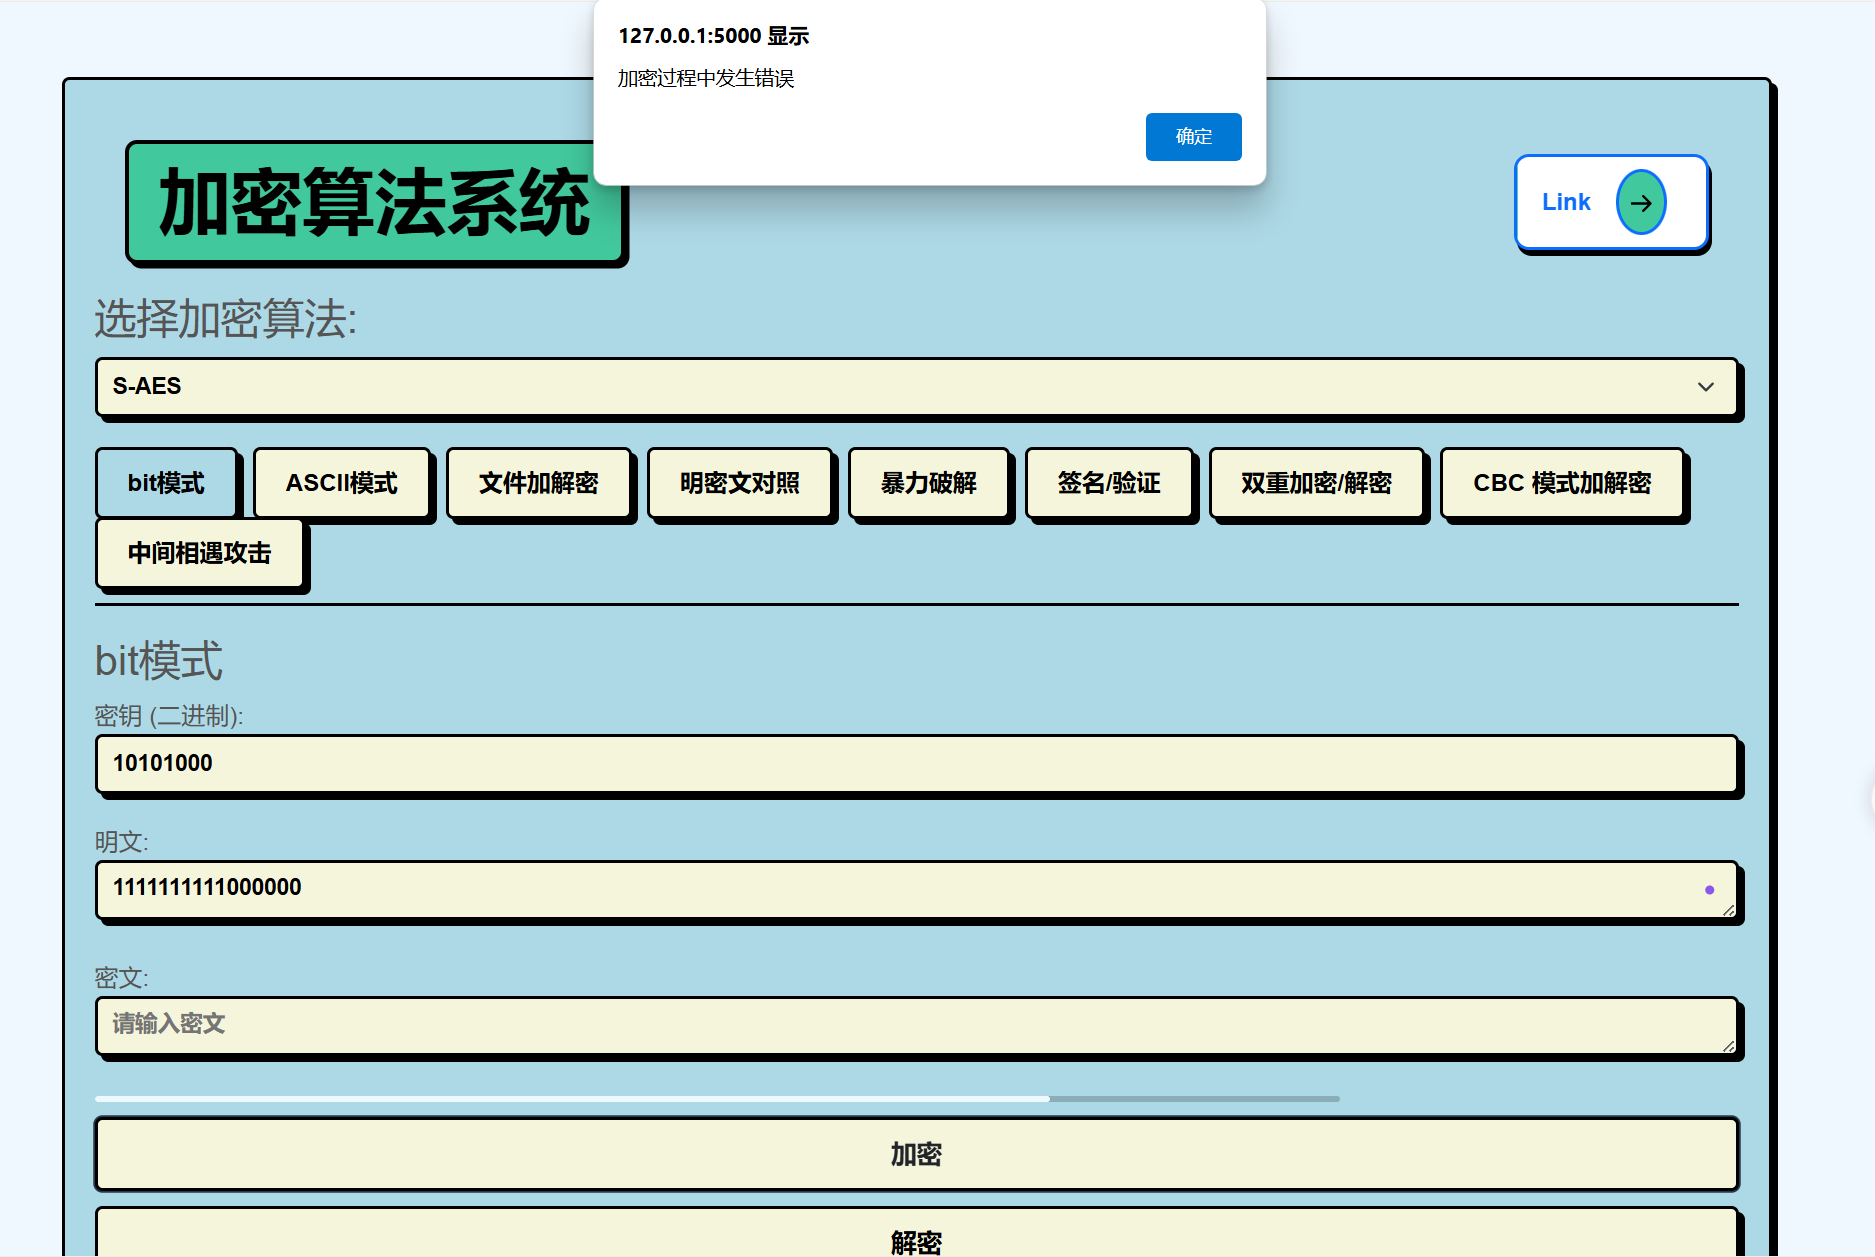 127.0.0.1:5000 显示
加密过程中发生错误
确定
加密算法系统
Link
选择加密算法:
S-AES
bit模式
ASCII模式
文件加解密
明密文对照
暴力破解
签名/验证
双重加密/解密
CBC 模式加解密
中间相遇攻击
bit模式
密钥 (二进制):
10101000
明文:
1111111111000000
密文:
请输入密文
加密
解密